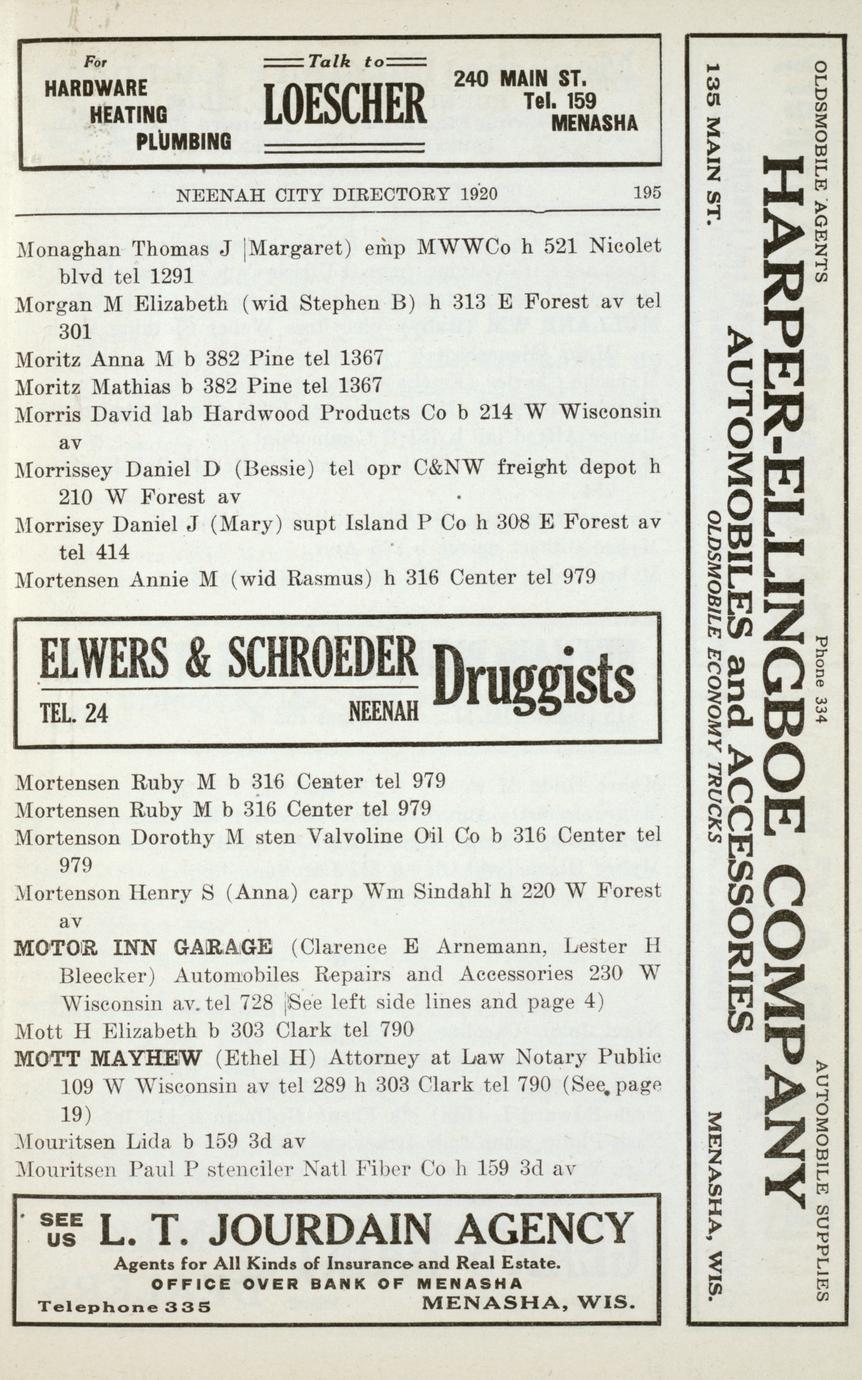 For
HARDWARE
HEATING
PLUMBING
Talk to
LOESCHER
240 MAIN ST.
Tel. 159
MENASHA
NEENAH CITY DIRECTORY 1920 195
Monaghan Thomas J |Margaret) emp MWWCo h 521 Nicolet
blvd tel 1291
Morgan M Elizabeth (wid Stephen B) h 313 E Forest av tel
301
Moritz Anna M b 382 Pine tel 1367
Moritz Mathias b 382 Pine tel 1367
Morris David lab Hardwood Products Co b 214 W Wisconsin
av
Morrissey Daniel D (Bessie) tel opr C&NW freight depot h
210 W Forest av
Morrisey Daniel J (Mary) supt Island P Co h 308 E Forest av
tel 414
Mortensen Annie M (wid Rasmus) h 316 Center tel 979
ELWERS & SCHROEDER
TEL. 24 NEENAH
Druggists
Mortensen Ruby M b 316 Center tel 979
Mortensen Ruby M b 316 Center tel 979
Mortenson Dorothy M sten Valvoline Oil Co b 316 Center tel
979
Mortenson Henry S (Anna) carp Wm Sindahl h 220 W Forest
av
MOTOR INN GARAGE (Clarence E Arnemann, Lester H
Bleecker) Automobiles Repairs and Accessories 230 W
Wisconsin av. tel 728 |See left side lines and page 4)
Mott H Elizabeth b 303 Clark tel 790
MOTT MAYHEW (Ethel H) Attorney at Law Notary Public
109 W Wisconsin av tel 289 h 303 Clark tel 790 (See page
19)
Mouritsen Lida b 159 3d av
Mouritsen Paul P stenciler Natl Fiber Co h 159 3d av
SEE
US
L. T. JOURDAIN AGENCY
Agents for All Kinds of Insurance and Real Estate.
OFFICE OVER BANK OF MENASHA
Telephone 335 MENASHA, WIS.
OLDSMOBILE AGENTS Phone 334 AUTOMOBILE SUPPLIES
HARPER-ELLINGBOE COMPANY
AUTOMOBILES and ACCESSORIES
OLDSMOBILE ECONOMY TRUCKS
135 MAIN ST. MENASHA, WIS.